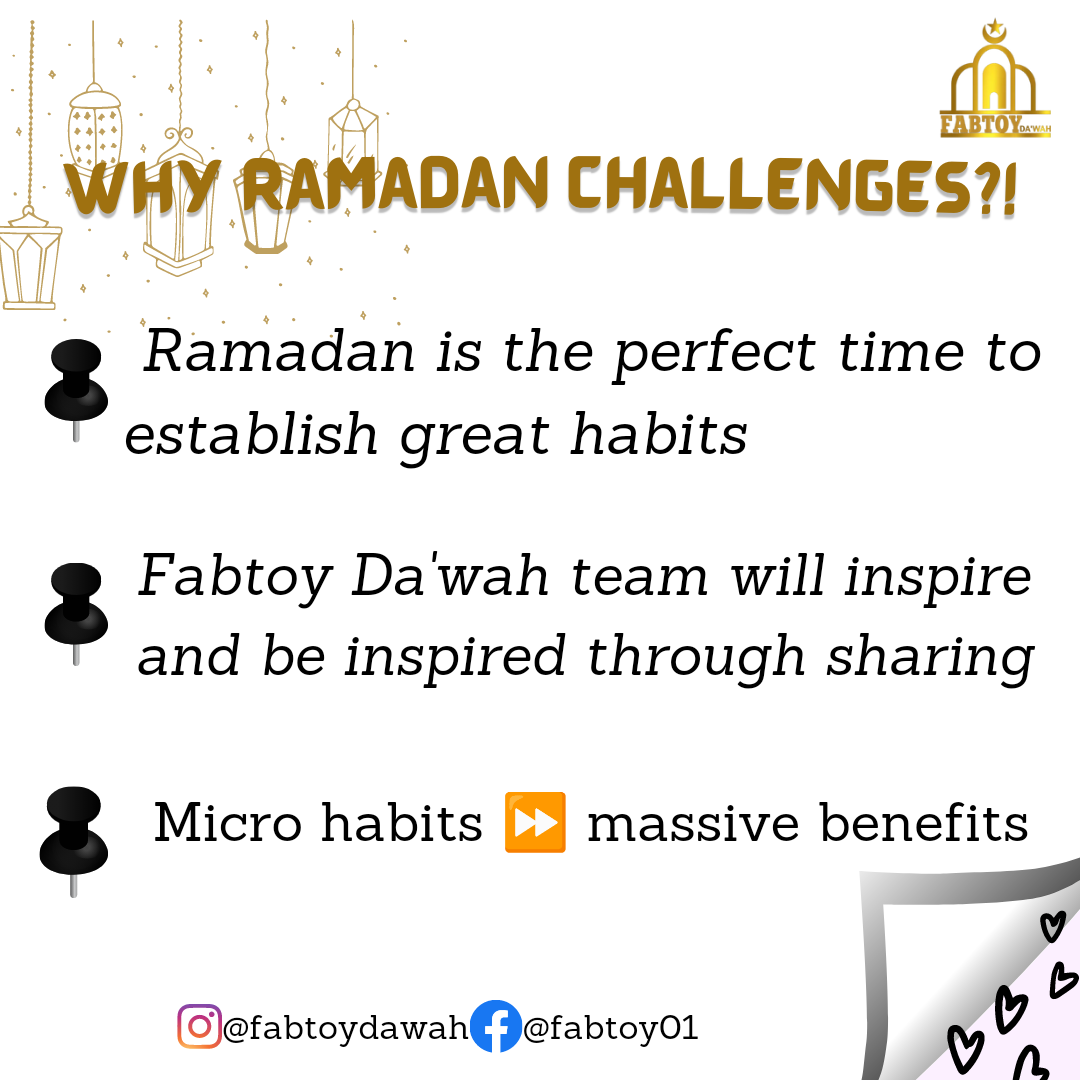 FABTOY DA'WAH
WHY RAMADAN CHALLENGES?!
Ramadan is the perfect time to
establish great habits
Fabtoy Da'wah team will inspire
and be inspired through sharing
Micro habits ⏩ massive benefits
@fabtoydawah @fabtoy01